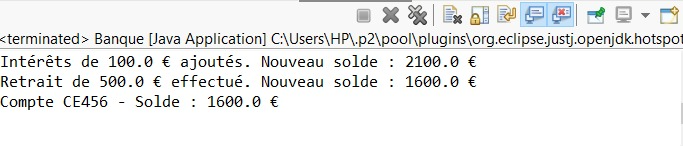 <terminated> Banque [Java Application] C:\Users\HP\.p2\pool\plugins\org.eclipse.justj.openjdk.hotspot
Intérêts de 100.0 € ajoutés. Nouveau solde : 2100.0 €
Retrait de 500.0 € effectué. Nouveau solde : 1600.0 €
Compte CE456 - Solde : 1600.0 €